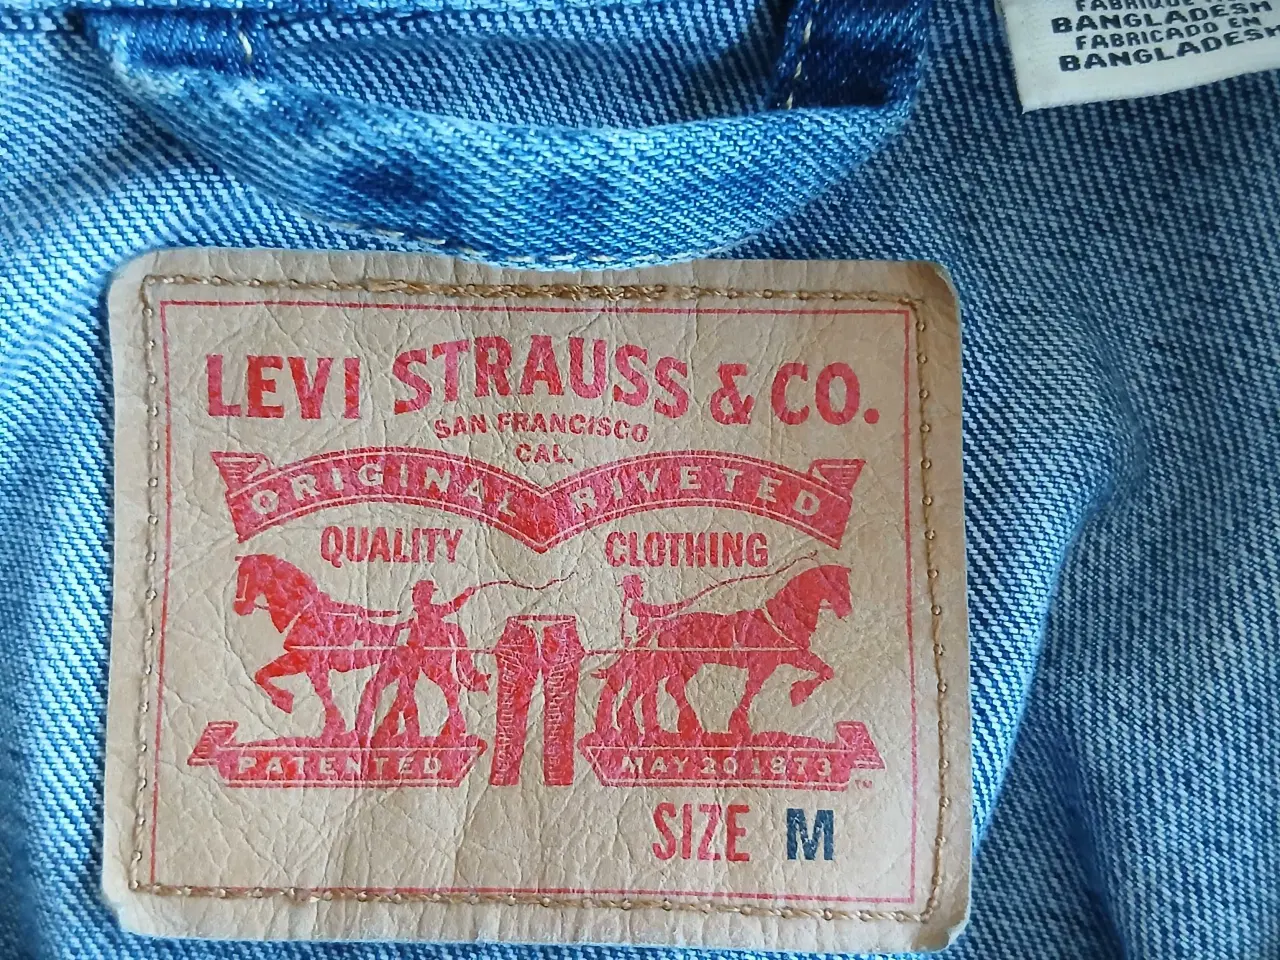 BANGLADESH
FABRICADO EN
BANGLADESH
LEVI STRAUSS & CO.
SAN FRANCISCO
CAL.
ORIGINAL RIVETED
QUALITY CLOTHING
PATENTED MAY 20 1873
TM
SIZE M